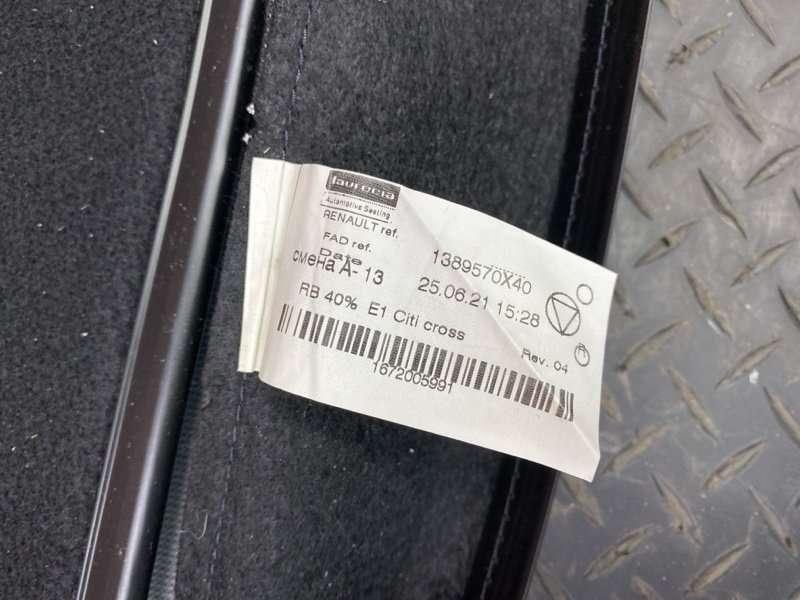 faurecia
Automotive Seating
RENAULT ref.
FAD ref. 1389570X40
Date 25.06.21 15:28
смена А- 13
RB 40% E1 Citi cross
Rev. 04
1672005991